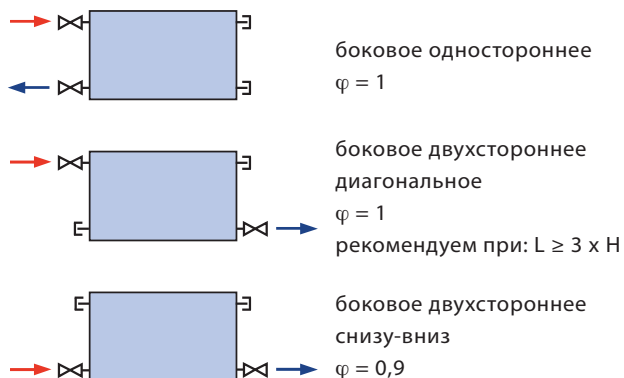 боковое одностороннее
φ = 1
боковое двухстороннее
диагональное
φ = 1
рекомендуем при: L ≥ 3 x H
боковое двухстороннее
снизу-вниз
φ = 0,9